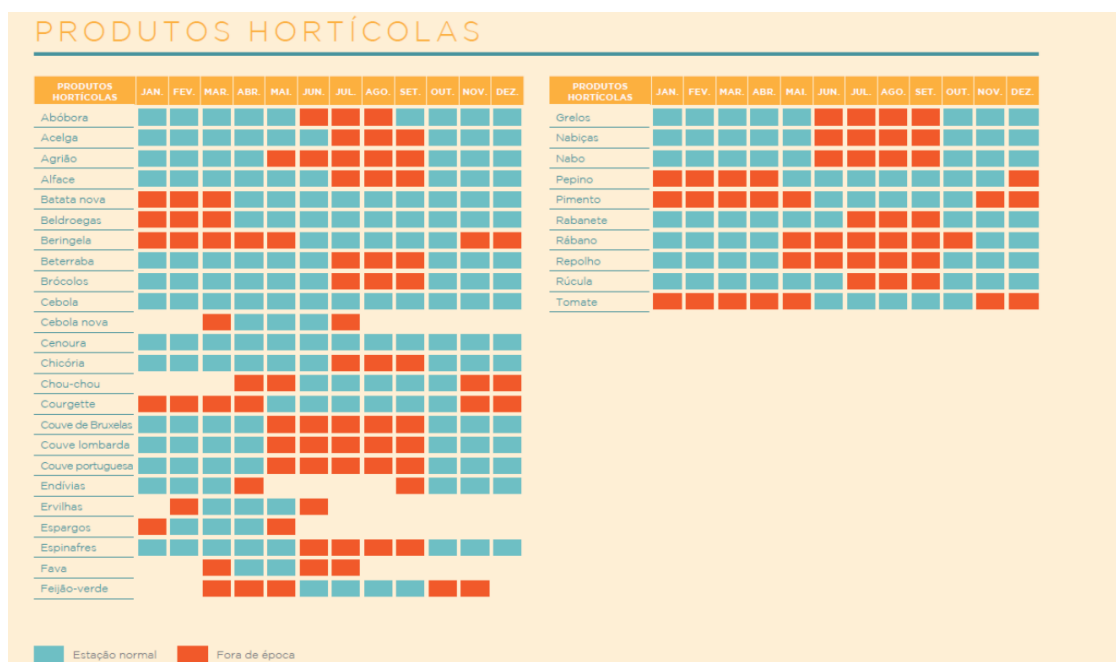 PRODUTOS HORTÍCOLAS
PRODUTOS HORTÍCOLAS JAN. FEV. MAR. ABR. MAI. JUN. JUL. AGO. SET. OUT. NOV. DEZ.
Abóbora
Acelga
Agrião
Alface
Batata nova
Beldroegas
Beringela
Beterraba
Brócolos
Cebola
Cebola nova
Cenoura
Chicória
Chou-chou
Courgette
Couve de Bruxelas
Couve lombarda
Couve portuguesa
Endívias
Ervilhas
Espargos
Espinafres
Fava
Feijão-verde
PRODUTOS HORTÍCOLAS JAN. FEV. MAR. ABR. MAI. JUN. JUL. AGO. SET. OUT. NOV. DEZ.
Grelos
Nabiças
Nabo
Pepino
Pimento
Rabanete
Rábano
Repolho
Rúcula
Tomate
Estação normal Fora de época